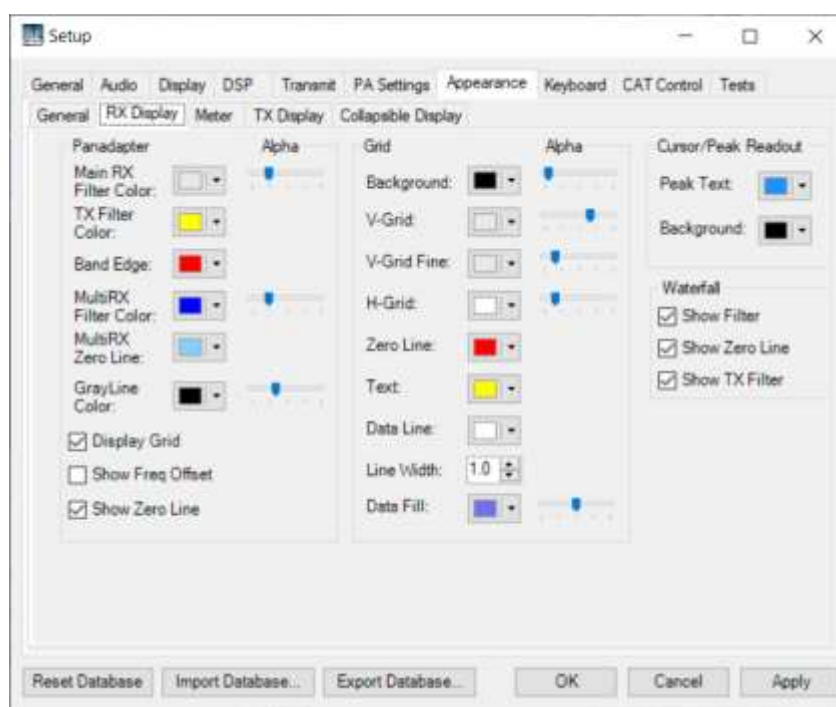 Setup
General Audio Display DSP Transmit PA Settings Appearance Keyboard CAT Control Tests
General RX Display Meter TX Display Collapsible Display
Panadapter Alpha
Main RX
Filter Color:
TX Filter
Color:
Band Edge:
MultiRX
Filter Color:
MultiRX
Zero Line:
GrayLine
Color:
Display Grid
Show Freq Offset
Show Zero Line
Grid Alpha
Background:
V-Grid:
V-Grid Fine:
H-Grid:
Zero Line:
Text:
Data Line:
Line Width: 1.0
Data Fill:
Cursor/Peak Readout
Peak Text:
Background:
Waterfall
Show Filter
Show Zero Line
Show TX Filter
Reset Database Import Database... Export Database... OK Cancel Apply